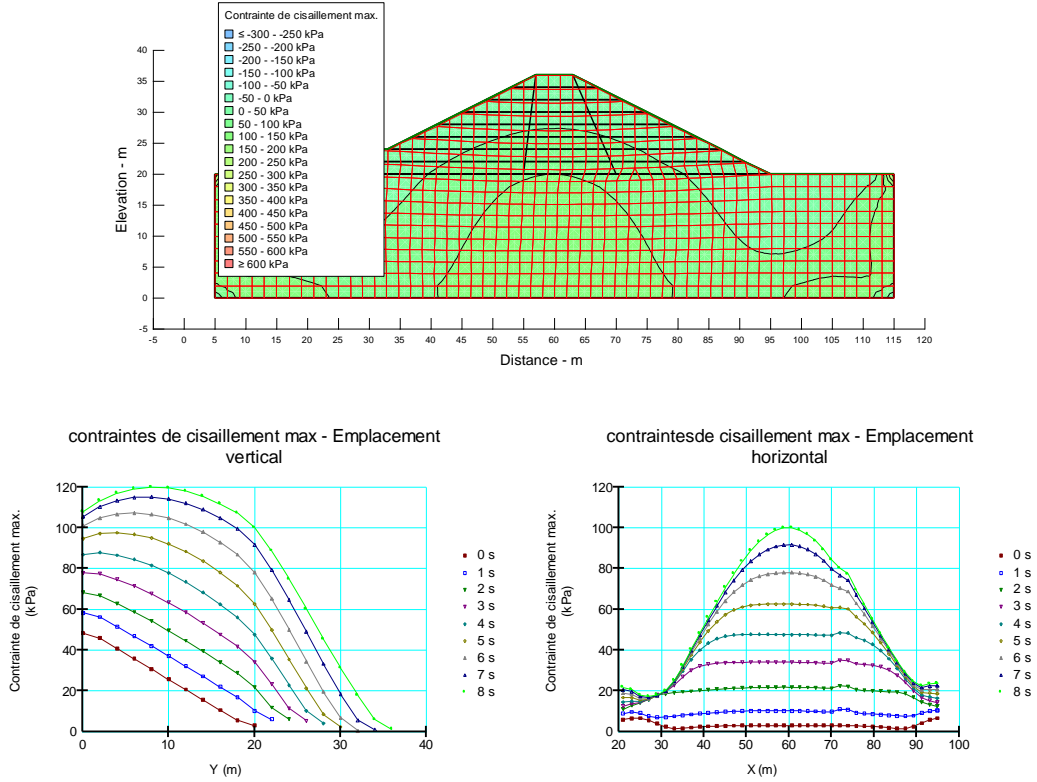 Contrainte de cisaillement max.
≤ -300 - -250 kPa
-250 - -200 kPa
-200 - -150 kPa
-150 - -100 kPa
-100 - -50 kPa
-50 - 0 kPa
0 - 50 kPa
50 - 100 kPa
100 - 150 kPa
150 - 200 kPa
200 - 250 kPa
250 - 300 kPa
300 - 350 kPa
350 - 400 kPa
400 - 450 kPa
450 - 500 kPa
500 - 550 kPa
550 - 600 kPa
≥ 600 kPa
Elevation - m
40
35
30
25
20
15
10
5
0
-5
-5 0 5 10 15 20 25 30 35 40 45 50 55 60 65 70 75 80 85 90 95 100 105 110 115 120
Distance - m
contraintes de cisaillement max - Emplacement
vertical
Contrainte de cisaillement max.
(kPa)
120
100
80
60
40
20
0
0 10 20 30 40
Y (m)
0 s
1 s
2 s
3 s
4 s
5 s
6 s
7 s
8 s
contraintesde cisaillement max - Emplacement
horizontal
Contrainte de cisaillement max.
(kPa)
120
100
80
60
40
20
0
20 30 40 50 60 70 80 90 100
X (m)
0 s
1 s
2 s
3 s
4 s
5 s
6 s
7 s
8 s